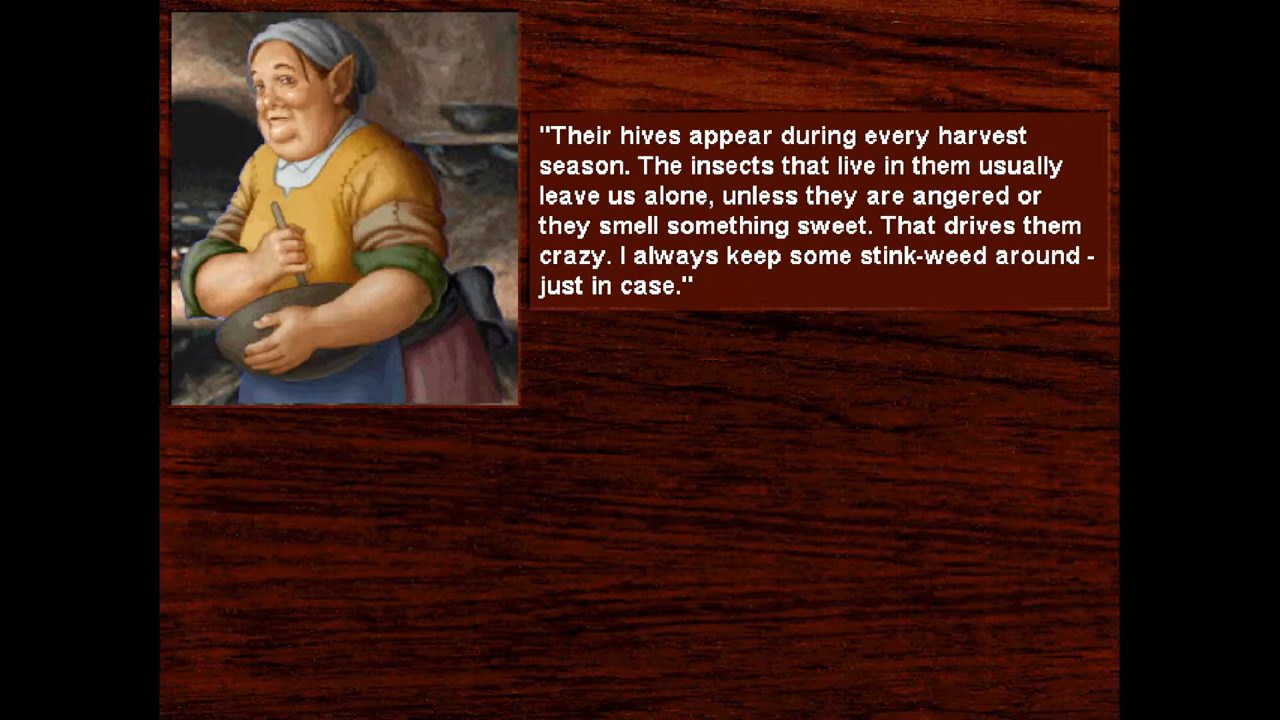 "Their hives appear during every harvest
season. The insects that live in them usually
leave us alone, unless they are angered or
they smell something sweet. That drives them
crazy. I always keep some stink-weed around -
just in case."